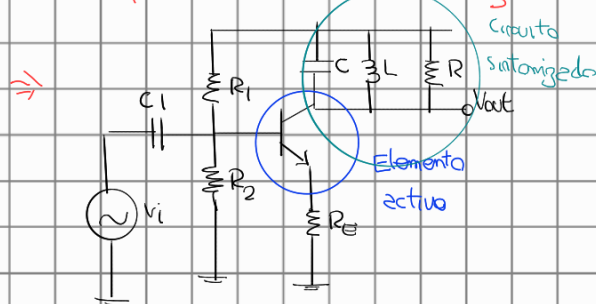 Circuito
sintonizado
C
L
R
R1
Vout
C1
Elemento
activo
R2
Vi
RE